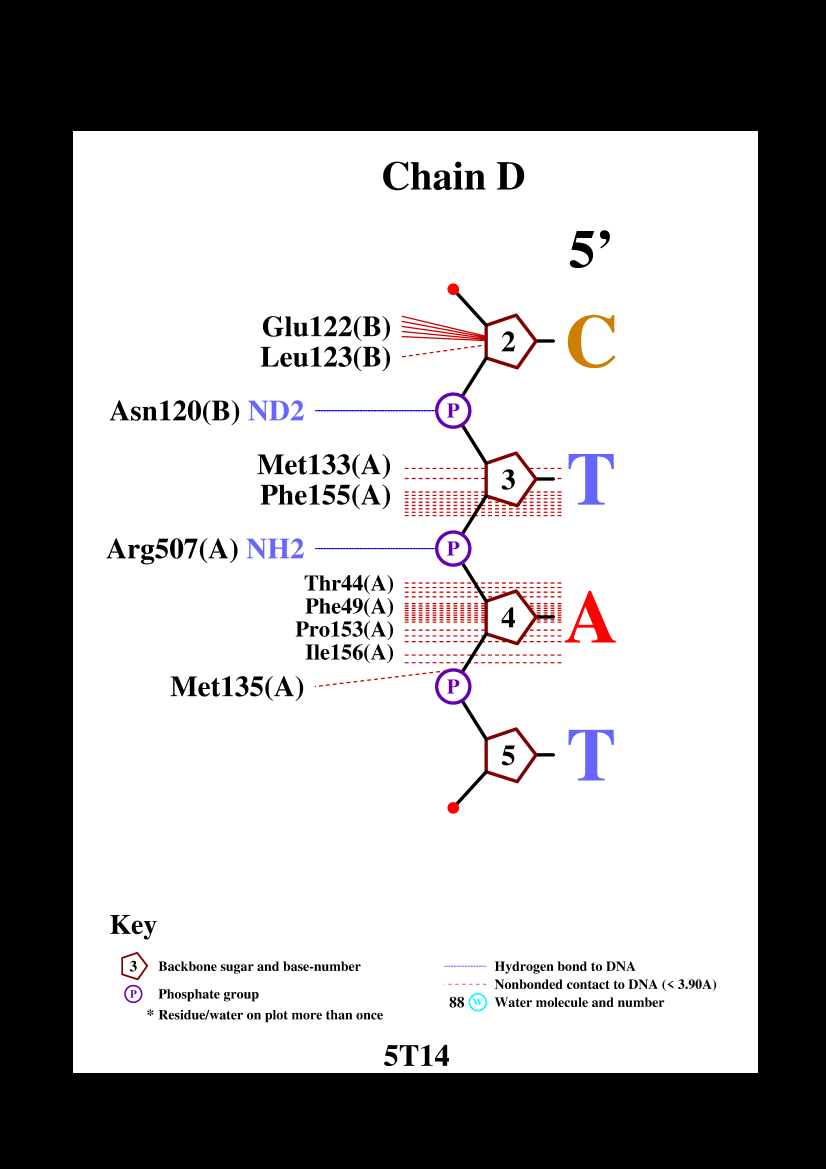 Chain D
5’
Glu122(B)
Leu123(B)
2 C
Asn120(B) ND2 P
Met133(A)
Phe155(A)
3 T
Arg507(A) NH2 P
Thr44(A)
Phe49(A)
Pro153(A)
Ile156(A)
4 A
Met135(A) P
5 T
Key
3 Backbone sugar and base-number
P Phosphate group
* Residue/water on plot more than once
Hydrogen bond to DNA
Nonbonded contact to DNA (< 3.90A)
88 W Water molecule and number
5T14